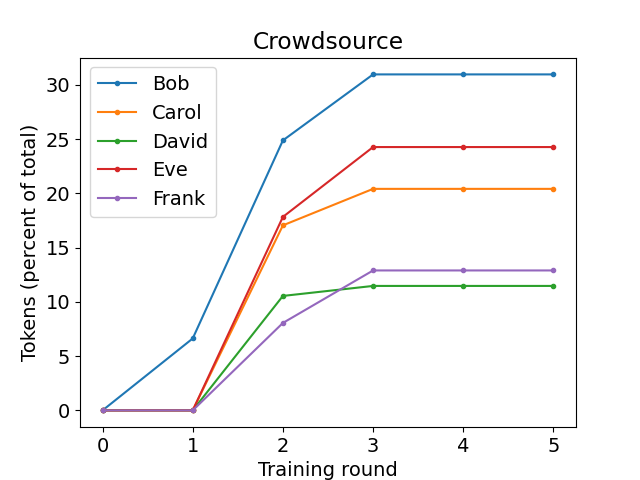 Crowdsource
Bob
Carol
David
Eve
Frank
Tokens (percent of total)
30
25
20
15
10
5
0
0 1 2 3 4 5
Training round